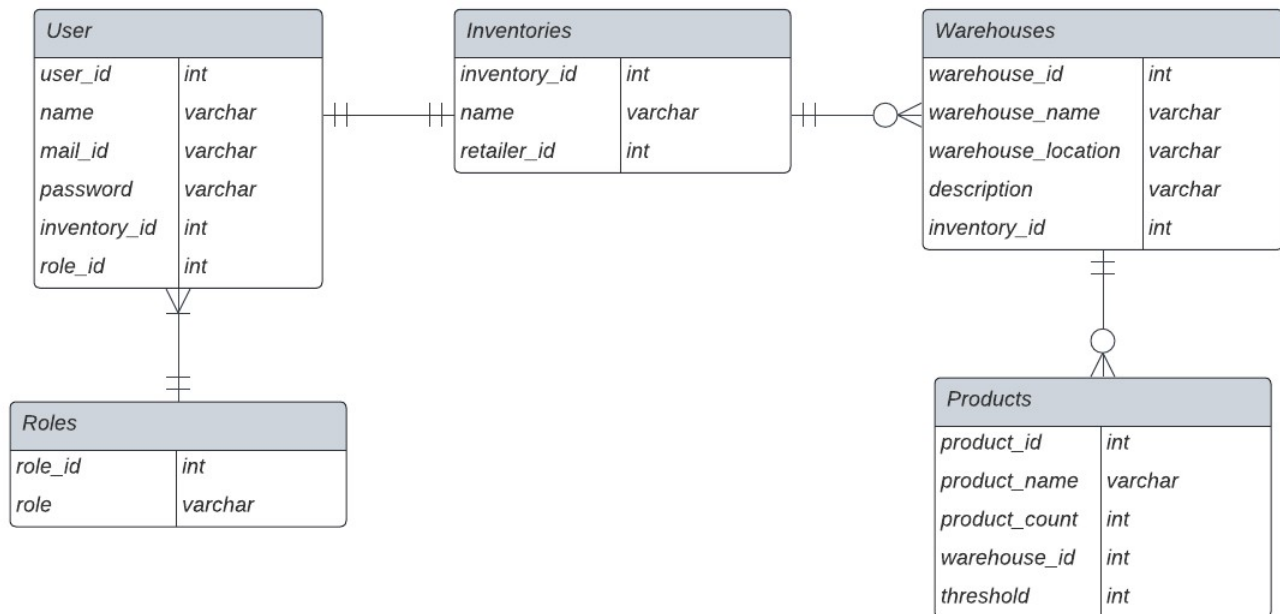 User
user_id int
name varchar
mail_id varchar
password varchar
inventory_id int
role_id int
Inventories
inventory_id int
name varchar
retailer_id int
Warehouses
warehouse_id int
warehouse_name varchar
warehouse_location varchar
description varchar
inventory_id int
Roles
role_id int
role varchar
Products
product_id int
product_name varchar
product_count int
warehouse_id int
threshold int